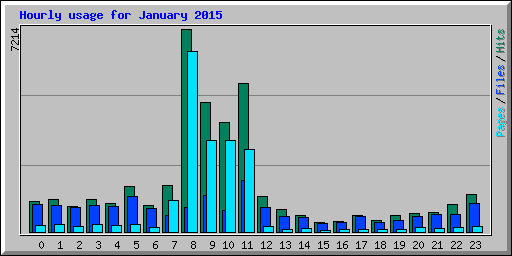 Hourly usage for January 2015
7214
Pages/Files/Hits
0 1 2 3 4 5 6 7 8 9 10 11 12 13 14 15 16 17 18 19 20 21 22 23